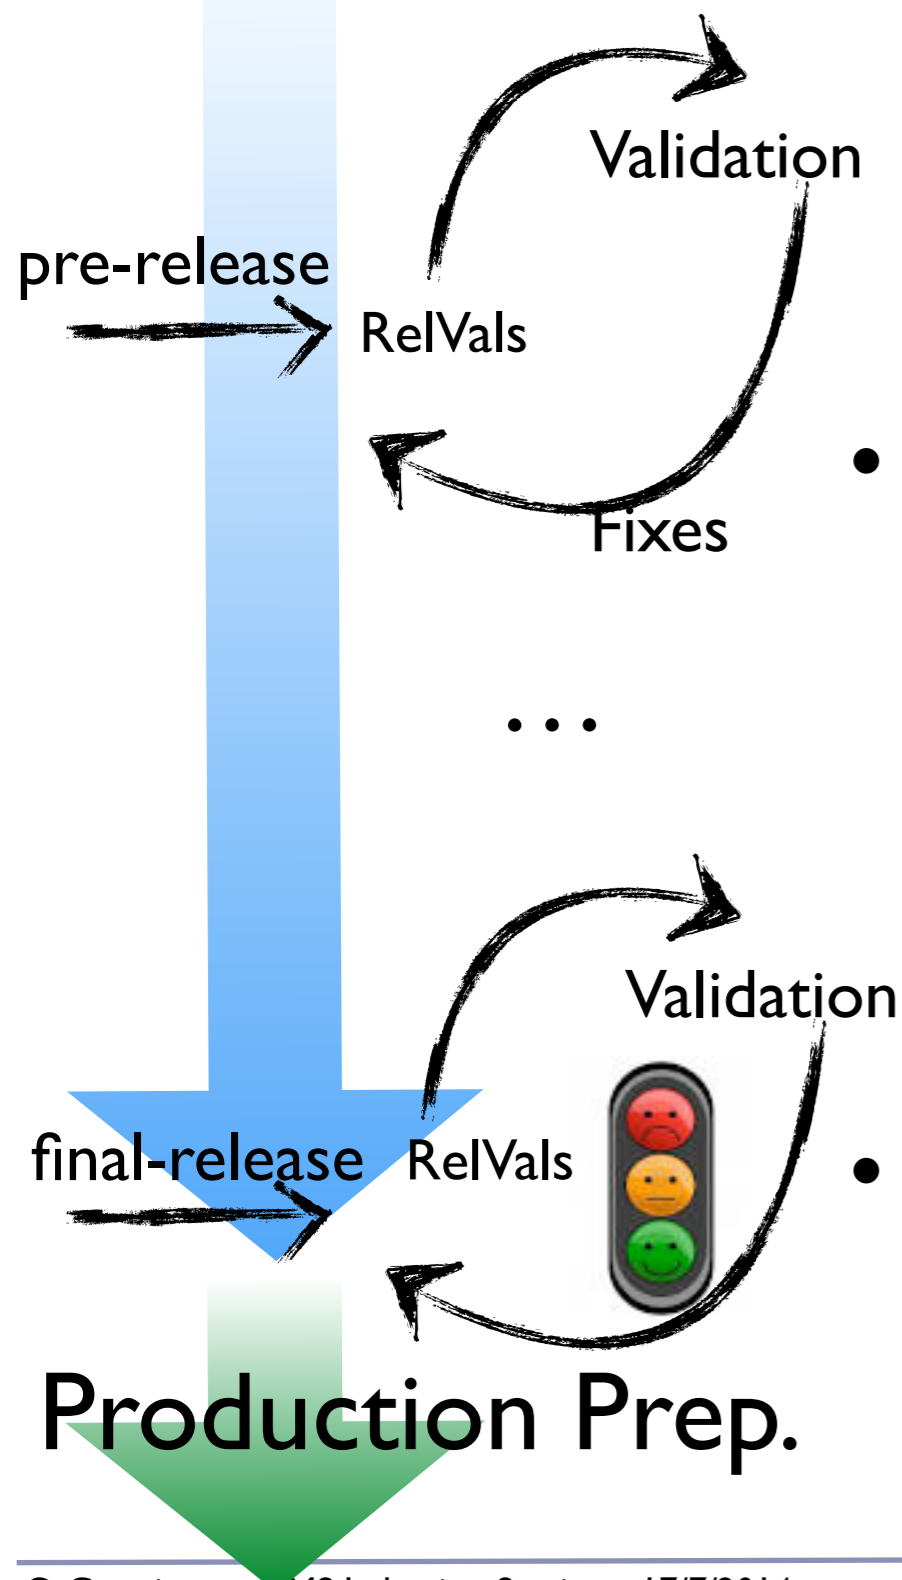 Validation
pre-release
RelVals
•
Fixes
...
Validation
final-release
RelVals
•
Production Prep.